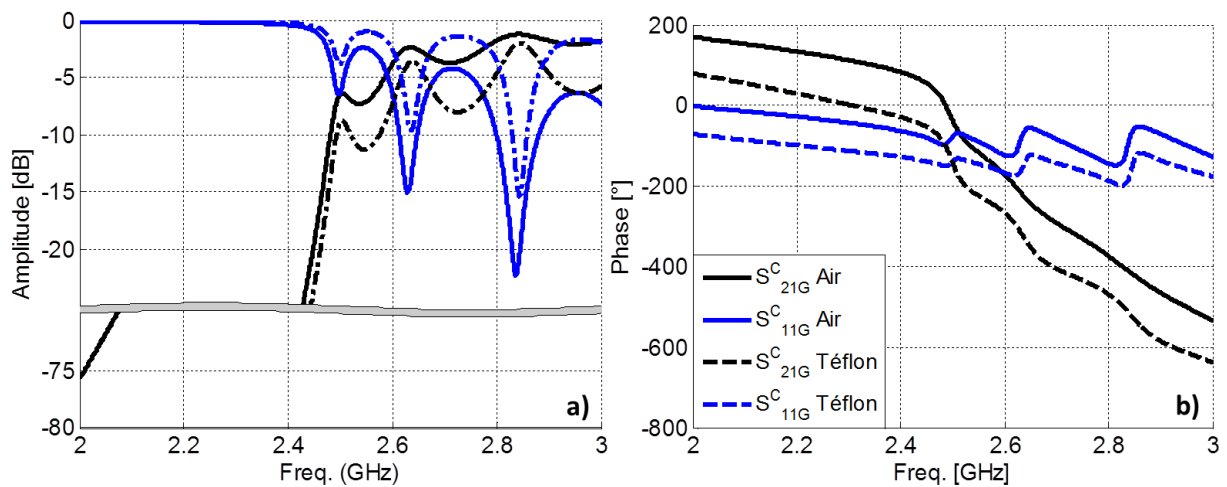 0
-5
-10
-15
-20
-75
-80
Amplitude [dB]
2
2.2
2.4
2.6
2.8
3
Freq. (GHz)
a)
200
0
-200
-400
-600
-800
Phase [°]
2
2.2
2.4
2.6
2.8
3
Freq. [GHz]
S^C_21G Air
S^C_11G Air
S^C_21G Téflon
S^C_11G Téflon
b)